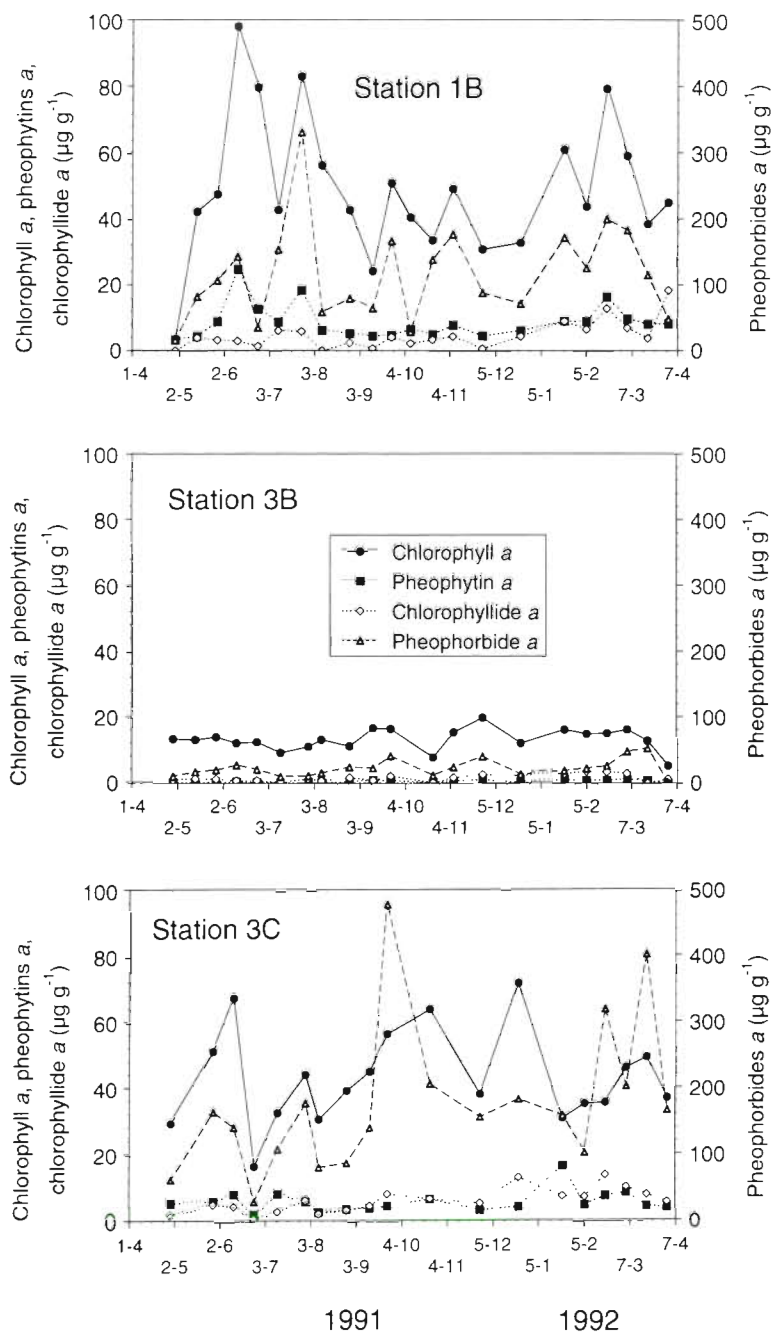 Station 1B
Chlorophyll a, pheophytins a,
chlorophyllide a (µg g⁻¹)
100
80
60
40
20
0
Pheophorbides a (µg g⁻¹)
500
400
300
200
100
0
1-4 2-6 3-8 4-10 5-12 5-2 7-4
2-5 3-7 3-9 4-11 5-1 7-3
Station 3B
Chlorophyll a, pheophytins a,
chlorophyllide a (µg g⁻¹)
100
80
60
40
20
0
Chlorophyll a
Pheophytin a
Chlorophyllide a
Pheophorbide a
Pheophorbides a (µg g⁻¹)
500
400
300
200
100
0
1-4 2-6 3-8 4-10 5-12 5-2 7-4
2-5 3-7 3-9 4-11 5-1 7-3
Station 3C
Chlorophyll a, pheophytins a,
chlorophyllide a (µg g⁻¹)
100
80
60
40
20
0
Pheophorbides a (µg g⁻¹)
500
400
300
200
100
0
1-4 2-6 3-8 4-10 5-12 5-2 7-4
2-5 3-7 3-9 4-11 5-1 7-3
1991 1992